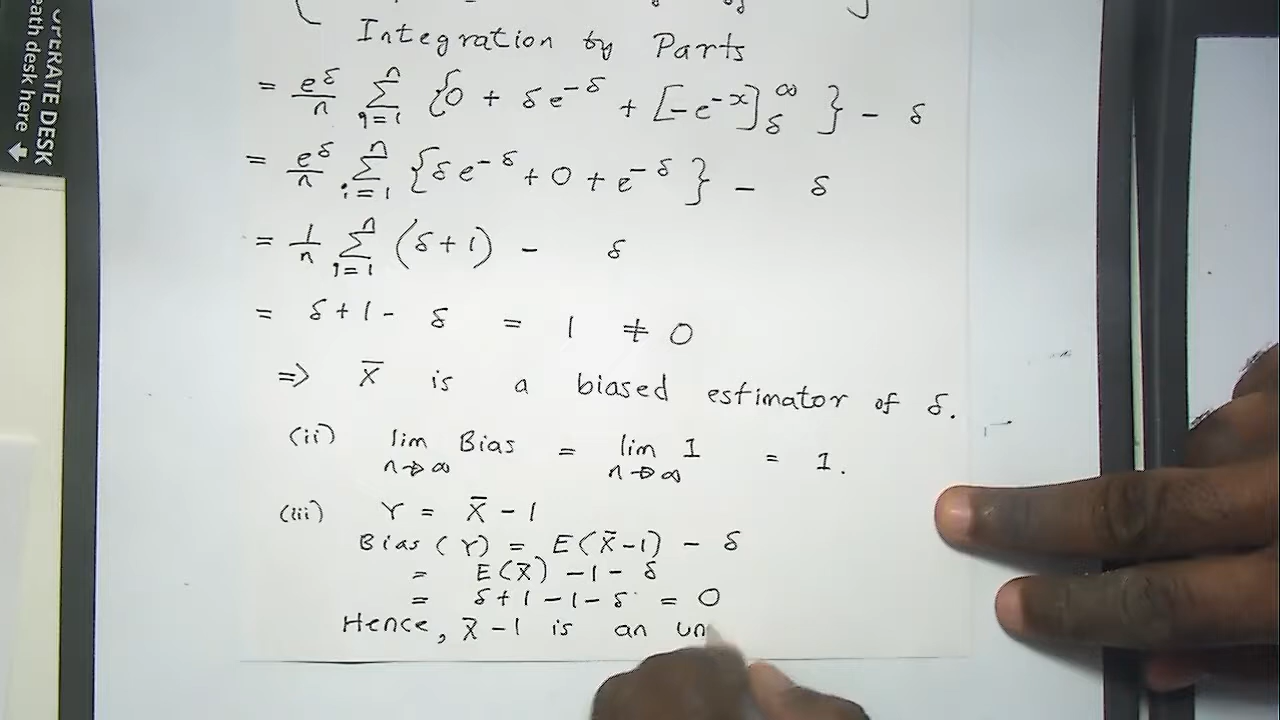 OPERATE DESK
eath desk here ↓
Integration by Parts
= e^δ/n Σ_{i=1}^{n} {0 + δe^{-δ} + [-e^{-x}]_δ^∞ } - δ
= e^δ/n Σ_{i=1}^{n} {δe^{-δ} + 0 + e^{-δ} } - δ
= 1/n Σ_{i=1}^{n} (δ+1) - δ
= δ+1- δ = 1 ≠ 0
=> X̄ is a biased estimator of δ.
(ii) lim_{n→∞} Bias = lim_{n→∞} 1 = 1.
(iii) Y = X̄ - 1
Bias (Y) = E(X̄-1) - δ
= E(X̄) -1 - δ
= δ+1-1-δ = 0
Hence, X̄-1 is an un